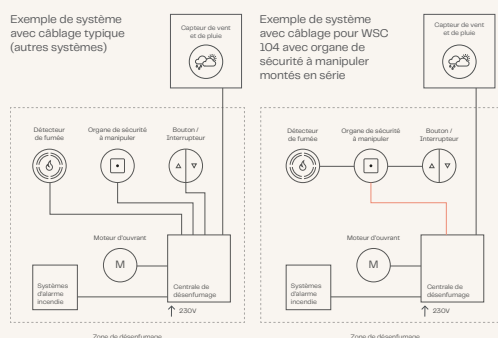 Exemple de système
avec câblage typique
(autres systèmes)
Capteur de vent
et de pluie
Détecteur
de fumée
Organe de sécurité
à manipuler
Bouton /
Interrupteur
Moteur d'ouvrant
M
Systèmes
d'alarme
incendie
Centrale de
désenfumage
230V
Zone de désenfumage
Exemple de système
avec câblage pour WSC
104 avec organe de
sécurité à manipuler
montés en série
Capteur de vent
et de pluie
Détecteur
de fumée
Organe de sécurité
à manipuler
Bouton /
Interrupteur
Moteur d'ouvrant
M
Systèmes
d'alarme
incendie
Centrale de
désenfumage
230V
Zone de désenfumage